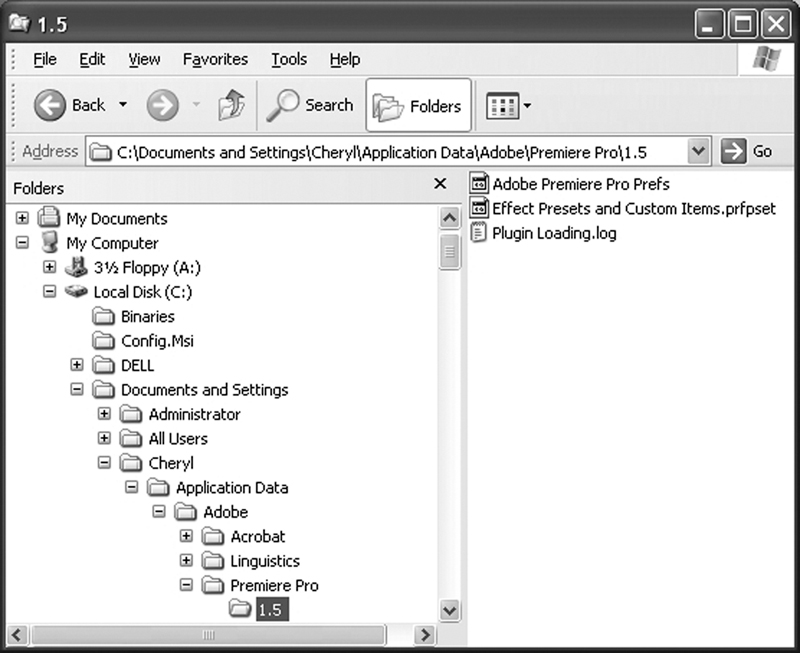 1.5
File Edit View Favorites Tools Help
Back Search Folders
Address C:\Documents and Settings\Cheryl\Application Data\Adobe\Premiere Pro\1.5 Go
Folders
My Documents
My Computer
3½ Floppy (A:)
Local Disk (C:)
Binaries
Config.Msi
DELL
Documents and Settings
Administrator
All Users
Cheryl
Application Data
Adobe
Acrobat
Linguistics
Premiere Pro
1.5
Adobe Premiere Pro Prefs
Effect Presets and Custom Items.prfpset
Plugin Loading.log